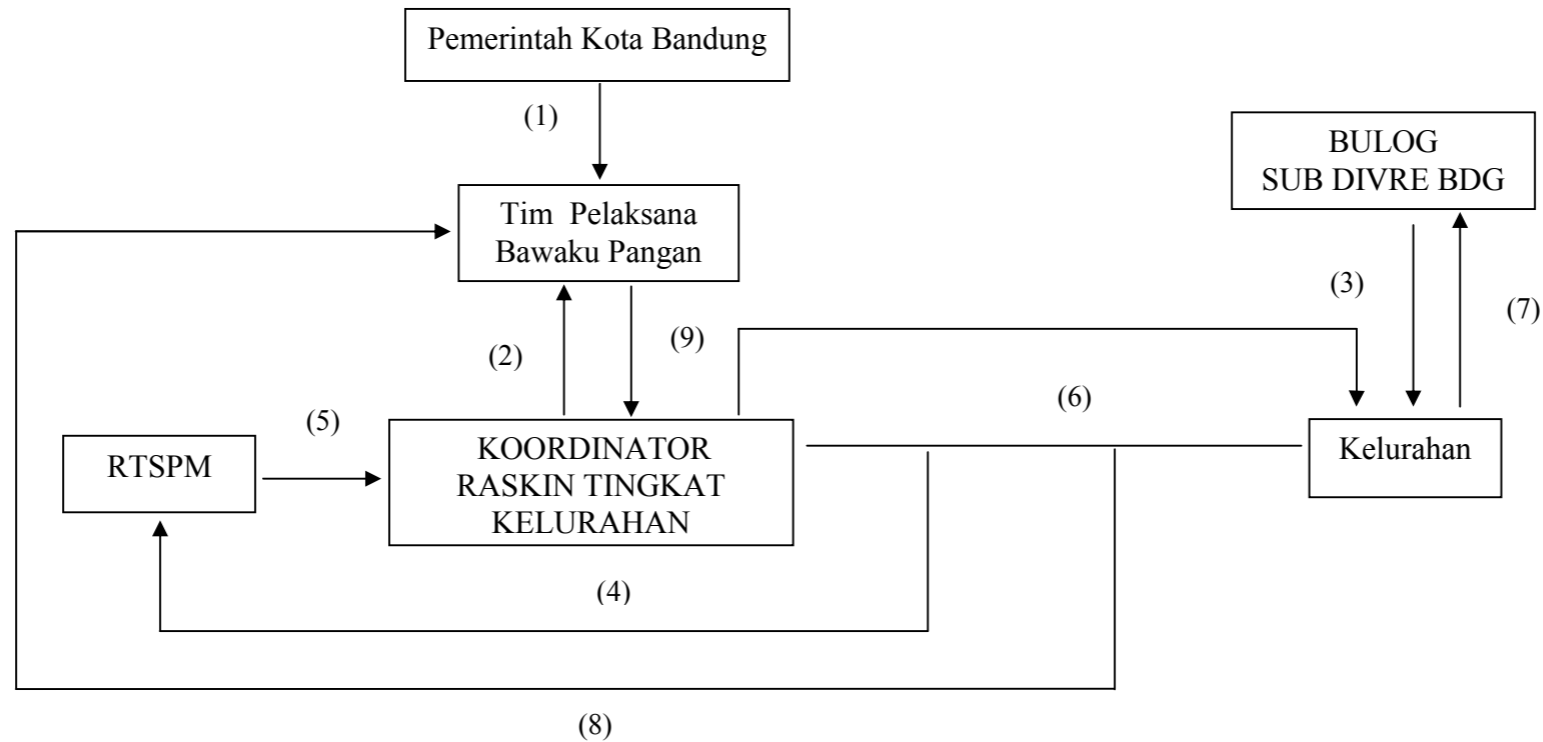 Pemerintah Kota Bandung
(1)
BULOG
SUB DIVRE BDG
Tim Pelaksana
Bawaku Pangan
(3)
(7)
(2)
(9)
(6)
(5)
RTSPM
KOORDINATOR
RASKIN TINGKAT
KELURAHAN
Kelurahan
(4)
(8)